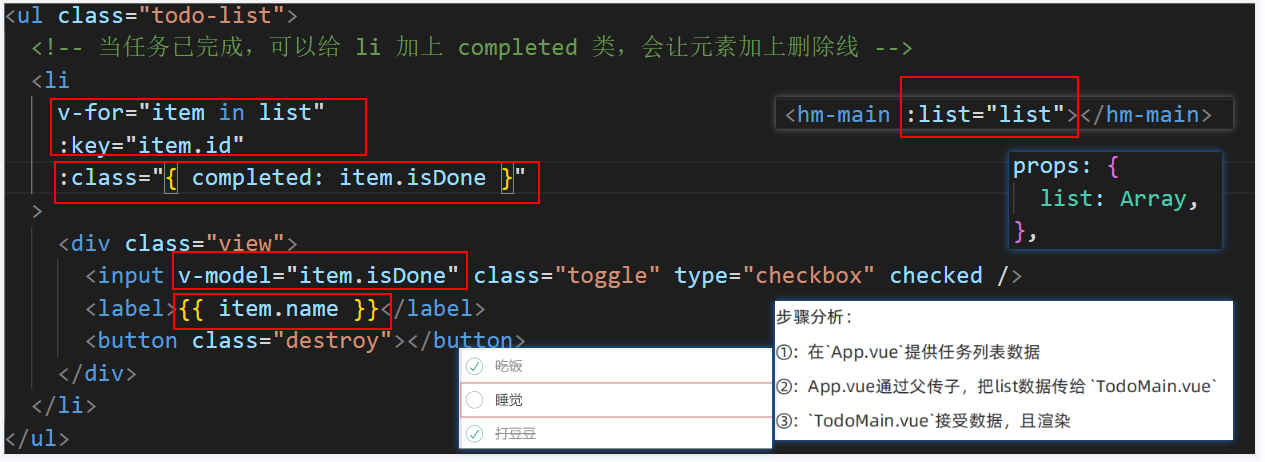 <ul class="todo-list">
<!-- 当任务已完成，可以给 li 加上 completed 类，会让元素加上删除线 -->
<li
v-for="item in list"
:key="item.id"
:class="{ completed: item.isDone }"
>
<div class="view">
<input v-model="item.isDone" class="toggle" type="checkbox" checked />
<label>{{ item.name }}</label>
<button class="destroy"></button>
</div>
</li>
</ul>
<hm-main :list="list"></hm-main>
props: {
list: Array,
},
吃饭
睡觉
打豆豆
步骤分析：
①：在`App.vue`提供任务列表数据
②：App.vue通过父传子，把list数据传给 `TodoMain.vue`
③：`TodoMain.vue`接受数据，且渲染